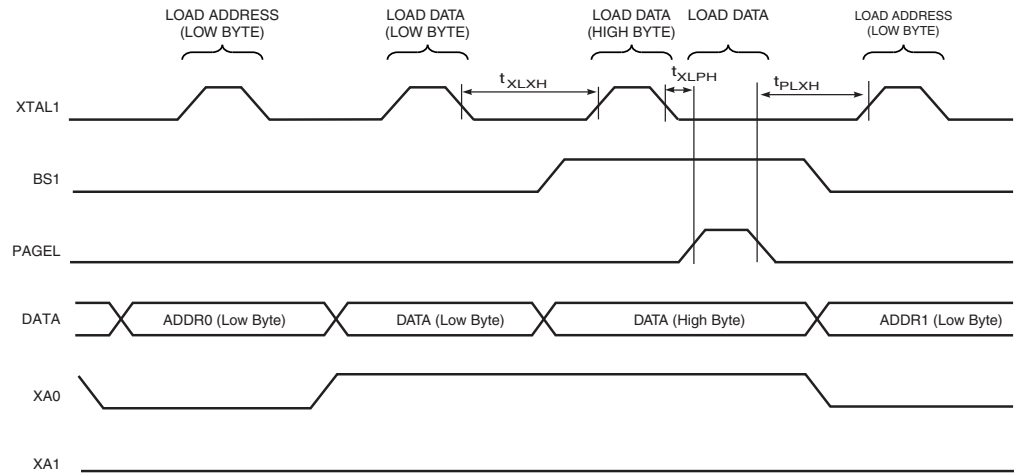 LOAD ADDRESS
(LOW BYTE)
LOAD DATA
(LOW BYTE)
LOAD DATA
(HIGH BYTE)
LOAD DATA
LOAD ADDRESS
(LOW BYTE)
tXLXH
tXLPH
tPLXH
XTAL1
BS1
PAGEL
DATA
ADDR0 (Low Byte)
DATA (Low Byte)
DATA (High Byte)
ADDR1 (Low Byte)
XA0
XA1